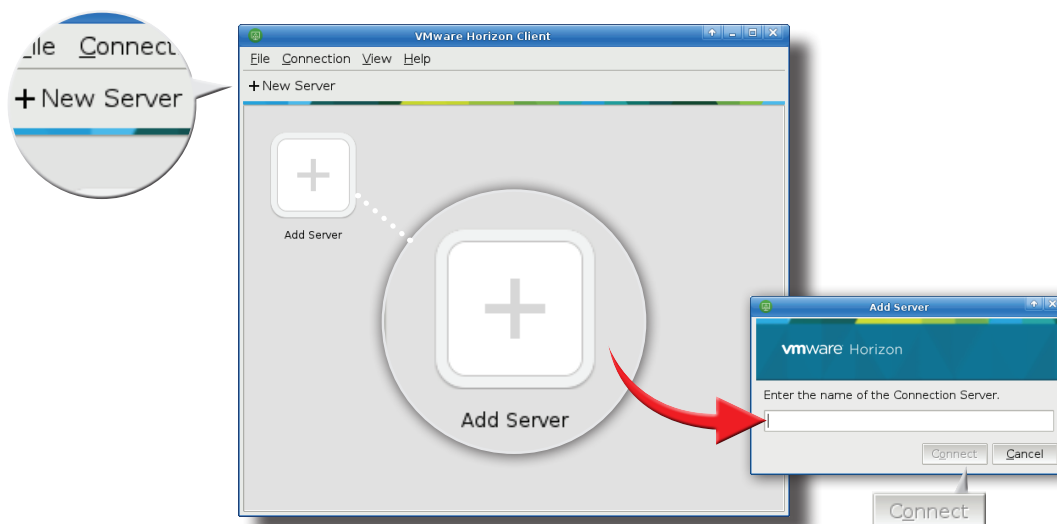 ile Connect
+ New Server
VMware Horizon Client
File Connection View Help
+ New Server
Add Server
Add Server
Add Server
vmware Horizon
Enter the name of the Connection Server.
Connect Cancel
Connect